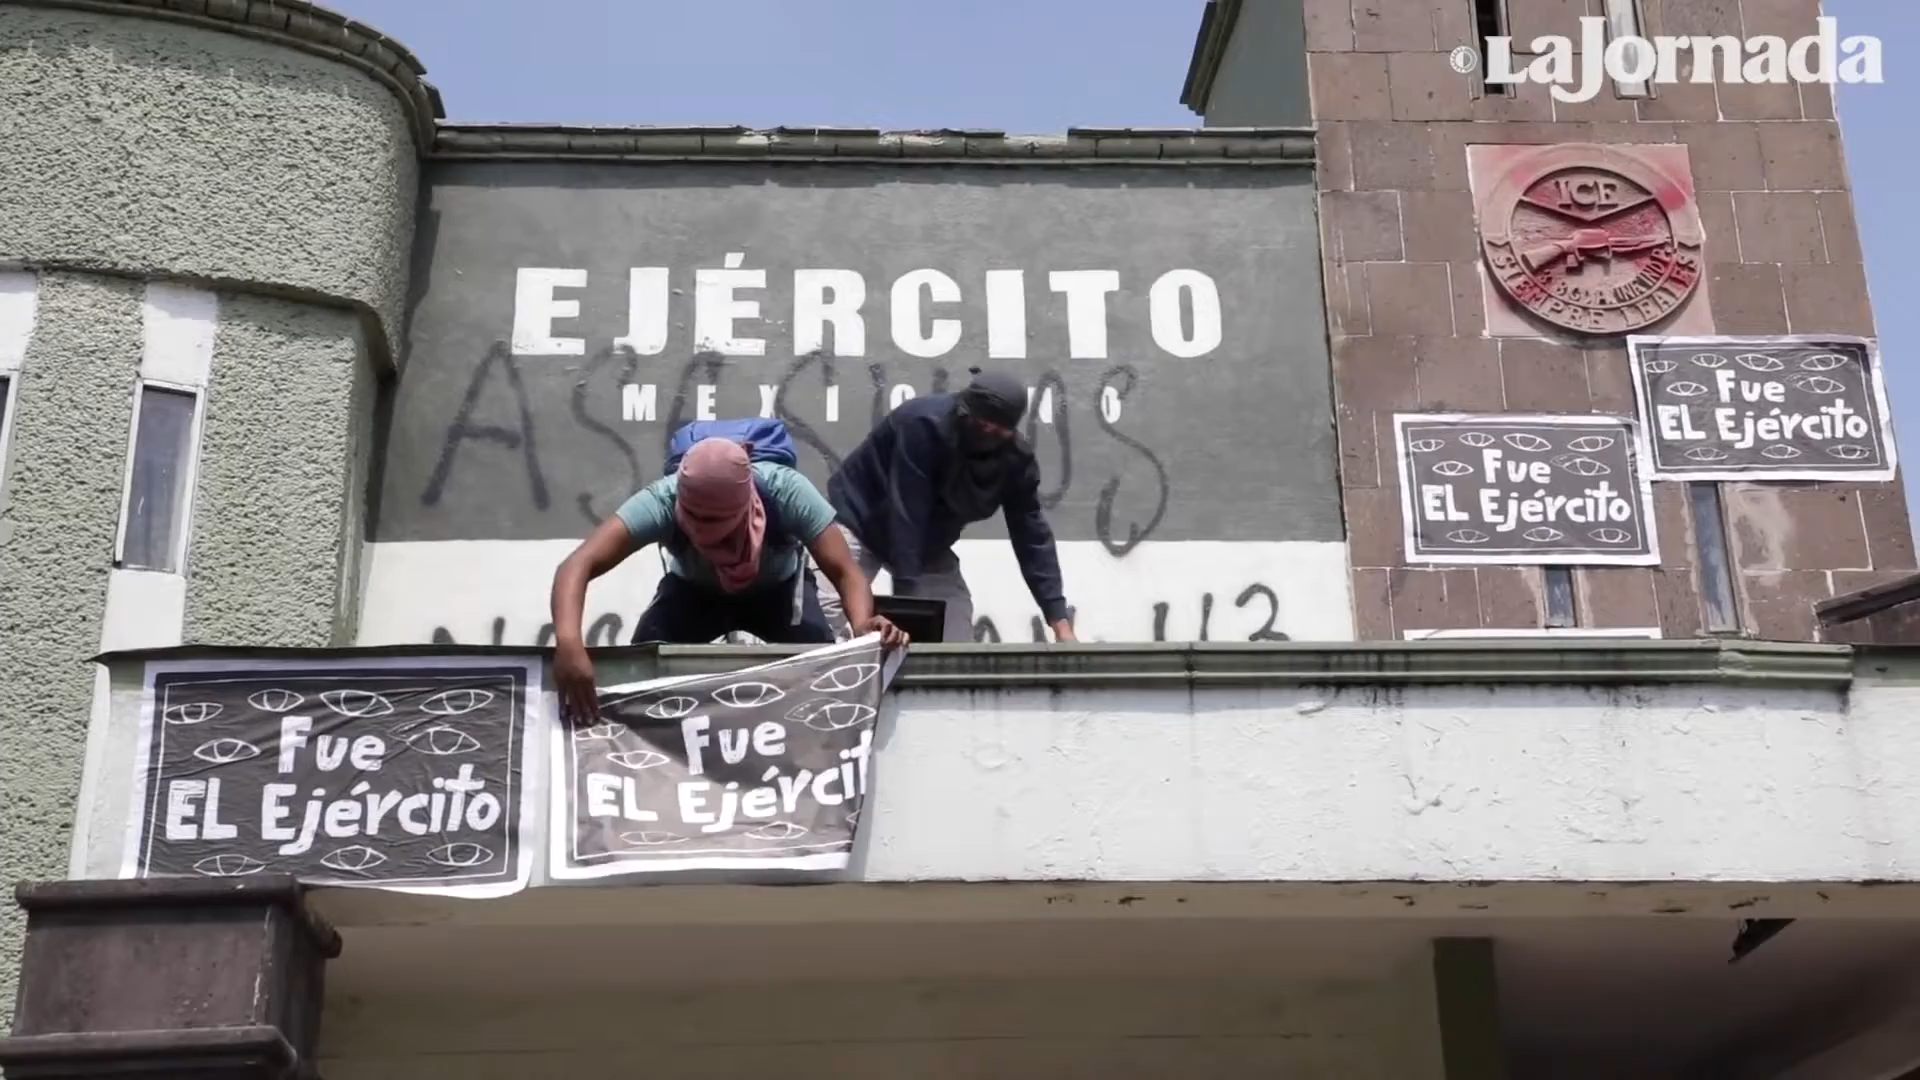 LaJornada
EJÉRCITO
MEXICANO
ASESINOS
43
ICE
SIEMPRE LEALES
Fue
EL Ejército
Fue
EL Ejército
Fue
EL Ejército
Fue
EL Ejércit